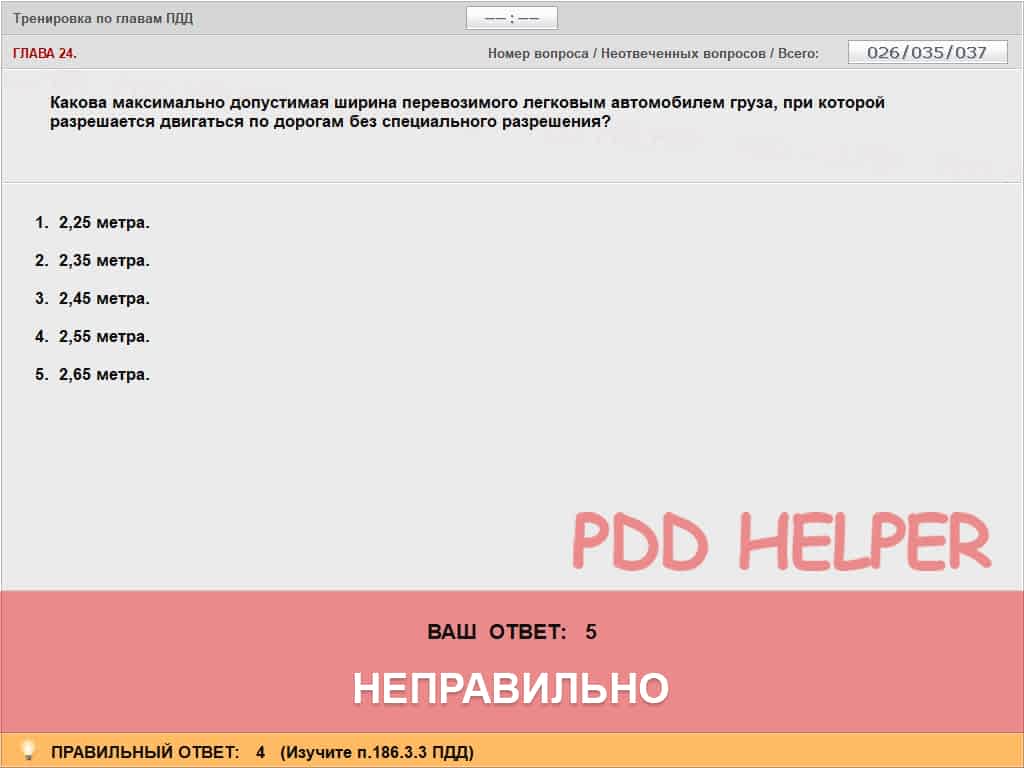 Тренировка по главам ПДД
—— : ——
ГЛАВА 24.
Номер вопроса / Неотвеченных вопросов / Всего:
026/035/037
Какова максимально допустимая ширина перевозимого легковым автомобилем груза, при которой
разрешается двигаться по дорогам без специального разрешения?
1. 2,25 метра.
2. 2,35 метра.
3. 2,45 метра.
4. 2,55 метра.
5. 2,65 метра.
PDD HELPER
ВАШ ОТВЕТ: 5
НЕПРАВИЛЬНО
ПРАВИЛЬНЫЙ ОТВЕТ: 4 (Изучите п.186.3.3 ПДД)